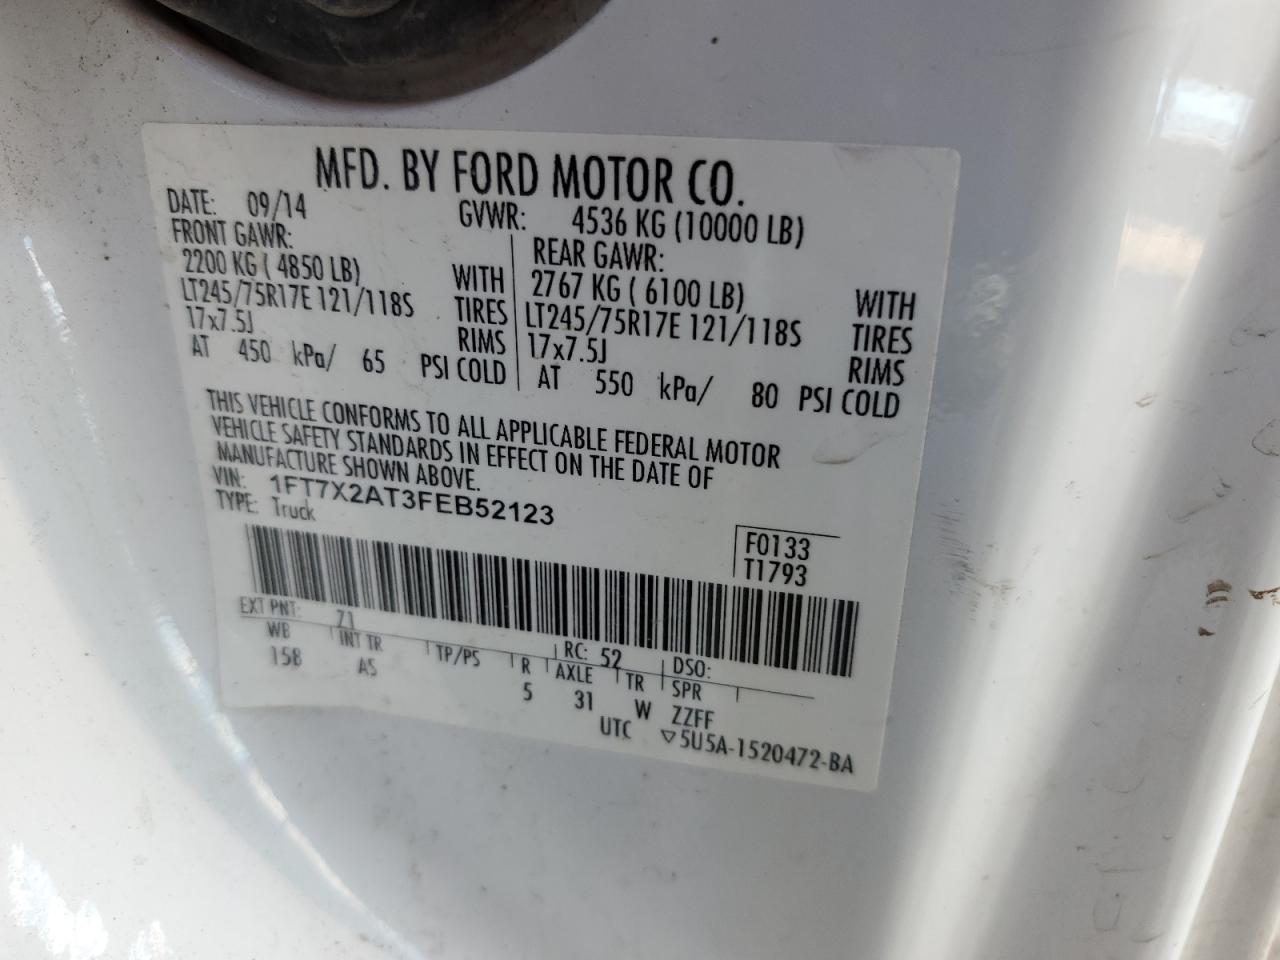 MFD. BY FORD MOTOR CO.
DATE: 09/14 GVWR: 4536 KG (10000 LB)
FRONT GAWR:
2200 KG ( 4850 LB) WITH
LT245/75R17E 121/118S TIRES
17x7.5J RIMS
AT 450 kPa/ 65 PSI COLD
REAR GAWR:
2767 KG ( 6100 LB) WITH
LT245/75R17E 121/118S TIRES
17x7.5J RIMS
AT 550 kPa/ 80 PSI COLD
THIS VEHICLE CONFORMS TO ALL APPLICABLE FEDERAL MOTOR
VEHICLE SAFETY STANDARDS IN EFFECT ON THE DATE OF
MANUFACTURE SHOWN ABOVE.
VIN: 1FT7X2AT3FEB52123
TYPE: Truck
F0133
T1793
EXT PNT: Z1 RC: 52 DSO:
WB INT TR TP/PS R AXLE TR SPR
158 AS 5 31 W ZZFF
UTC ▽5U5A-1520472-BA